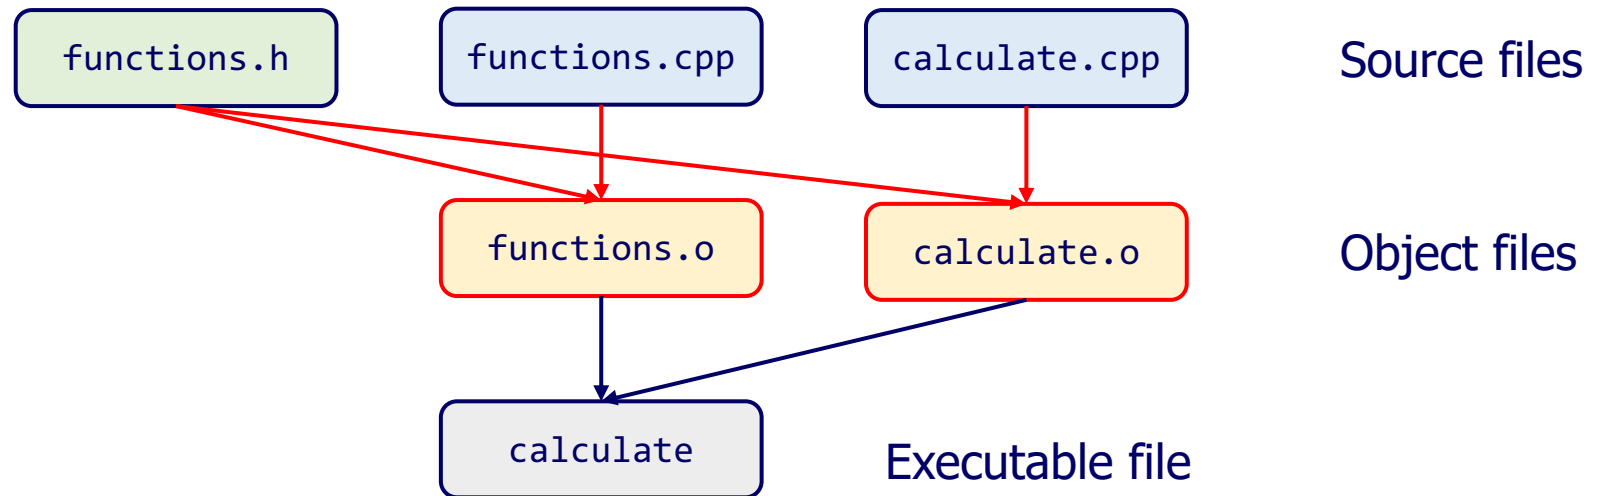 functions.h
functions.cpp
calculate.cpp
Source files
functions.o
calculate.o
Object files
calculate
Executable file